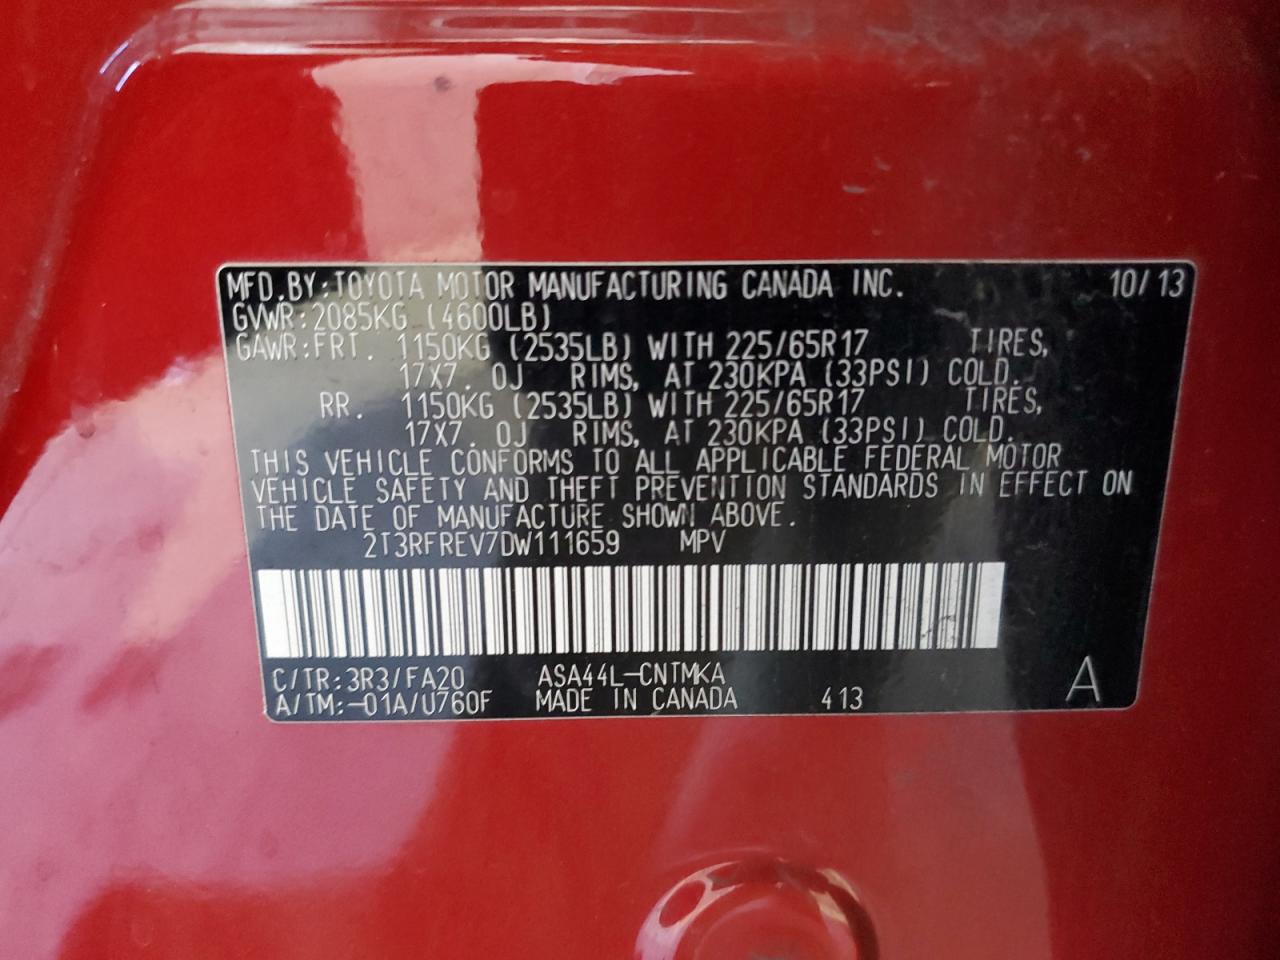 MFD.BY:TOYOTA MOTOR MANUFACTURING CANADA INC. 10/13
GVWR:2085KG (4600LB)
GAWR:FRT. 1150KG (2535LB) WITH 225/65R17 TIRES,
17X7.0J RIMS, AT 230KPA (33PSI) COLD.
RR. 1150KG (2535LB) WITH 225/65R17 TIRES,
17X7.0J RIMS, AT 230KPA (33PSI) COLD.
THIS VEHICLE CONFORMS TO ALL APPLICABLE FEDERAL MOTOR
VEHICLE SAFETY AND THEFT PREVENTION STANDARDS IN EFFECT ON
THE DATE OF MANUFACTURE SHOWN ABOVE.
2T3RFREV7DW111659 MPV
C/TR:3R3/FA20 ASA44L-CNTMKA
A/TM:-01A/U760F MADE IN CANADA 413 A